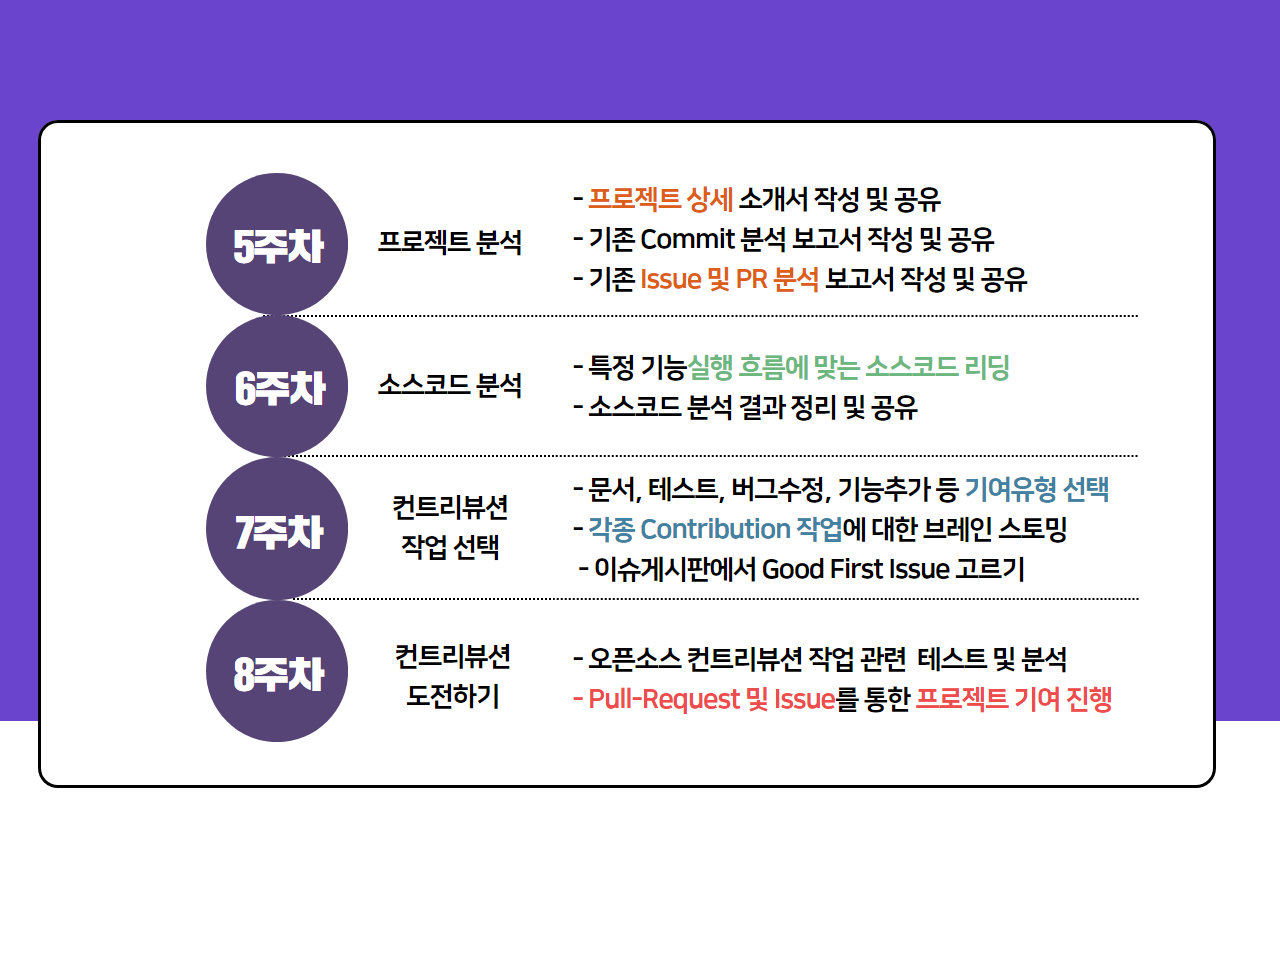 5주차
프로젝트 분석
- 프로젝트 상세 소개서 작성 및 공유
- 기존 Commit 분석 보고서 작성 및 공유
- 기존 Issue 및 PR 분석 보고서 작성 및 공유
6주차
소스코드 분석
- 특정 기능실행 흐름에 맞는 소스코드 리딩
- 소스코드 분석 결과 정리 및 공유
7주차
컨트리뷰션
작업 선택
- 문서, 테스트, 버그수정, 기능추가 등 기여유형 선택
- 각종 Contribution 작업에 대한 브레인 스토밍
- 이슈게시판에서 Good First Issue 고르기
8주차
컨트리뷰션
도전하기
- 오픈소스 컨트리뷰션 작업 관련  테스트 및 분석
- Pull-Request 및 Issue를 통한 프로젝트 기여 진행